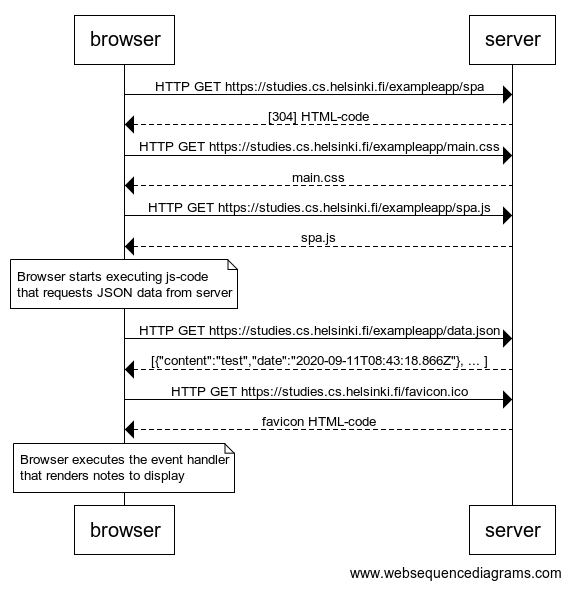 browser
server
HTTP GET https://studies.cs.helsinki.fi/exampleapp/spa
[304] HTML-code
HTTP GET https://studies.cs.helsinki.fi/exampleapp/main.css
main.css
HTTP GET https://studies.cs.helsinki.fi/exampleapp/spa.js
spa.js
Browser starts executing js-code
that requests JSON data from server
HTTP GET https://studies.cs.helsinki.fi/exampleapp/data.json
[{"content":"test","date":"2020-09-11T08:43:18.866Z"}, ... ]
HTTP GET https://studies.cs.helsinki.fi/favicon.ico
favicon HTML-code
Browser executes the event handler
that renders notes to display
browser
server
www.websequencediagrams.com